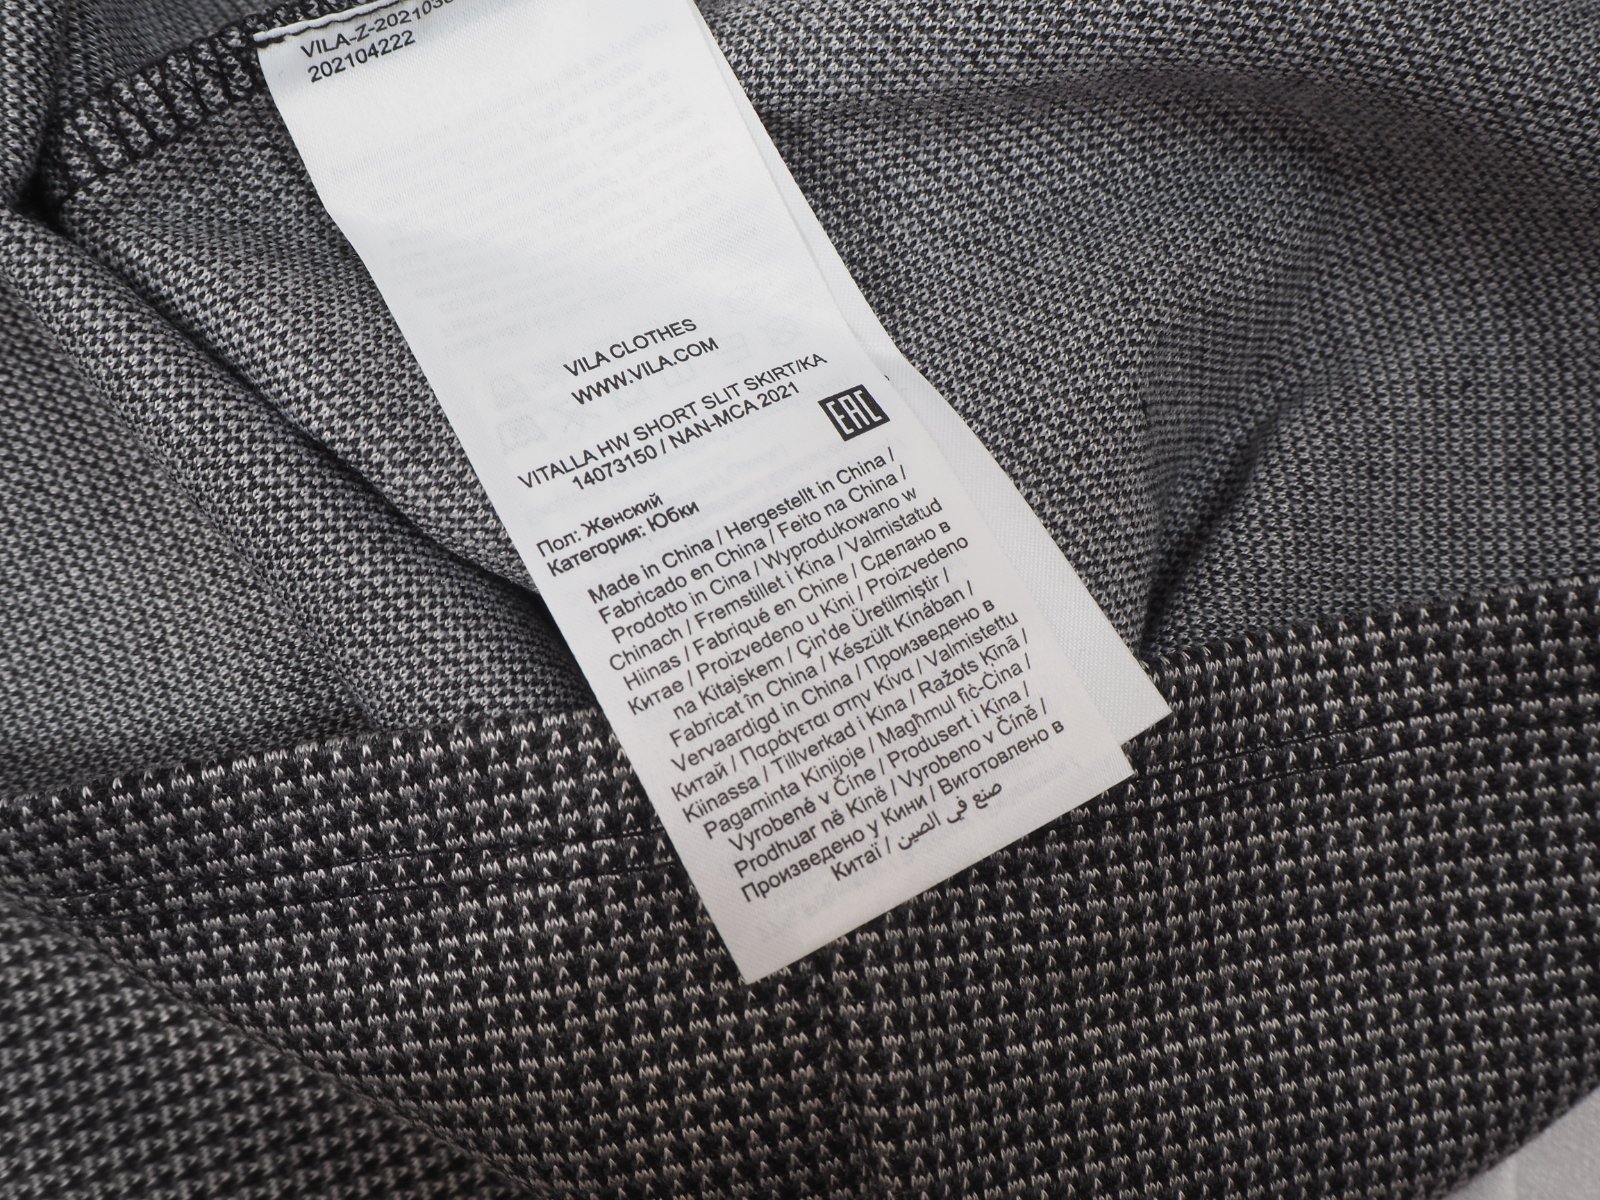 VILA-Z-202103
202104222
VILA CLOTHES
WWW.VILA.COM
VITALLA HW SHORT SLIT SKIRT/KA
14073150 / NAN-MCA 2021
EAC
Пол: Женский
Категория: Юбки
Made in China / Hergestellt in China /
Fabricado en China / Feito na China /
Prodotto in Cina / Wyprodukowano w
Chinach / Fremstillet i Kina / Valmistatud
Hiinas / Fabriqué en Chine / Сделано в
Китае / Proizvedeno u Kini / Proizvedeno
na Kitajskem / Çin'de Üretilmiştir /
Fabricat în China / Készült Kínában /
Vervaardigd in China / Произведено в
Китай / Παράγεται στην Κίνα / Valmistettu
Kiinassa / Tillverkad i Kina / Ražots Ķīnā /
Pagaminta Kinijoje / Magħmul fiċ-Ċina /
Vyrobené v Číne / Produsert i Kina /
Prodhuar në Kinë / Vyrobeno v Číně /
Произведено у Кини / Виготовлено в
Китаї / صنع في الصين